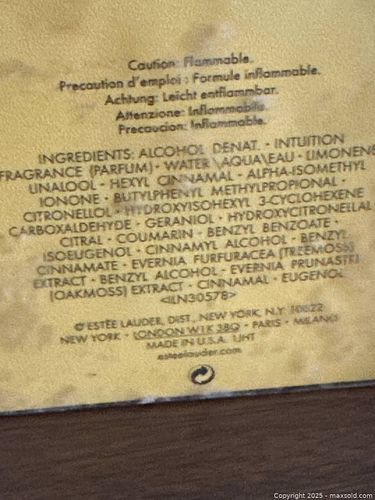 Caution: Flammable.
Precaution d'emploi : Formule inflammable.
Achtung: Leicht entflammbar.
Attenzione: Inflammabile.
Precaucion: Inflamable.
INGREDIENTS: ALCOHOL DENAT. • INTUITION
FRAGRANCE (PARFUM) • WATER\AQUA\EAU • LIMONENE
LINALOOL • HEXYL CINNAMAL • ALPHA-ISOMETHYL
IONONE • BUTYLPHENYL METHYLPROPIONAL •
CITRONELLOL • HYDROXYISOHEXYL 3-CYCLOHEXENE
CARBOXALDEHYDE • GERANIOL • HYDROXYCITRONELLAL
CITRAL • COUMARIN • BENZYL BENZOATE
ISOEUGENOL • CINNAMYL ALCOHOL • BENZYL
CINNAMATE • EVERNIA FURFURACEA (TREEMOSS)
EXTRACT • BENZYL ALCOHOL • EVERNIA PRUNASTRI
(OAKMOSS) EXTRACT • CINNAMAL • EUGENOL
<ILN30578>
© ESTÉE LAUDER, DIST., NEW YORK, N.Y. 10022
NEW YORK • LONDON W1K 3BQ • PARIS • MILANO
MADE IN U.S.A. UHT
esteelauder.com
Copyright 2025 - maxsold.com